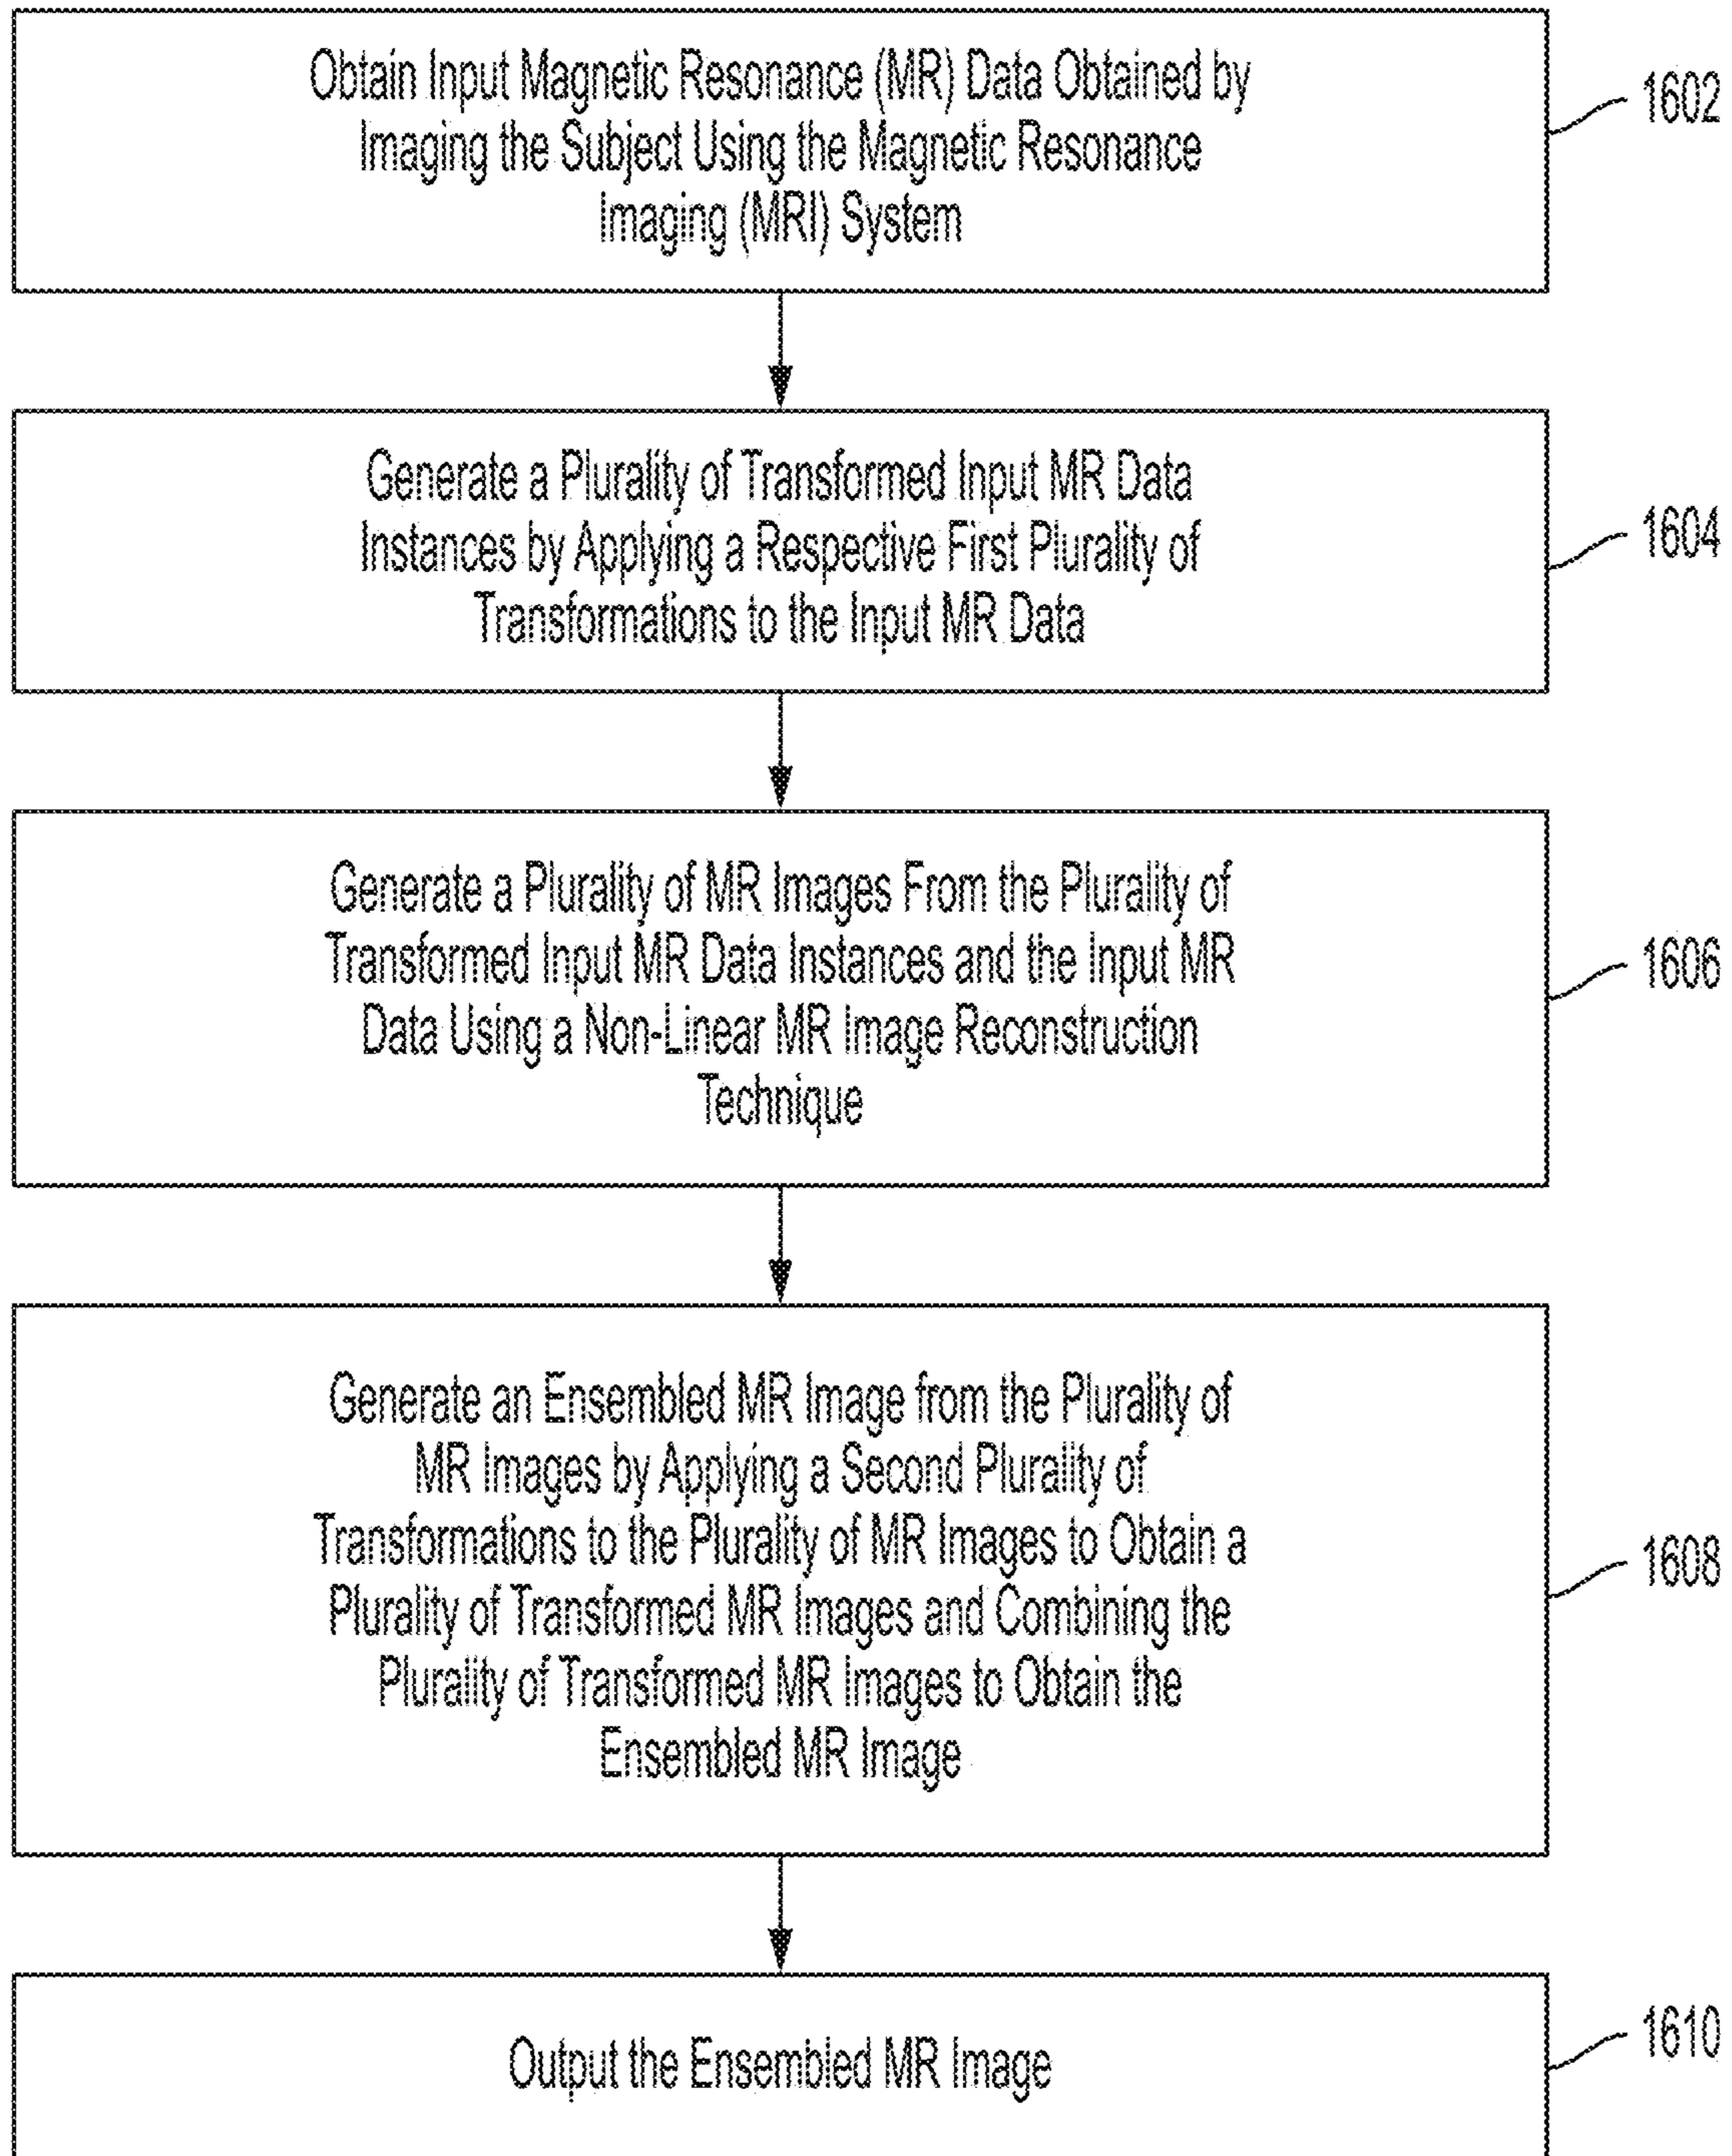 Obtain Input Magnetic Resonance (MR) Data Obtained by
Imaging the Subject Using the Magnetic Resonance
Imaging (MRI) System
1602
Generate a Plurality of Transformed Input MR Data
Instances by Applying a Respective First Plurality of
Transformations to the Input MR Data
1604
Generate a Plurality of MR Images From the Plurality of
Transformed Input MR Data Instances and the Input MR
Data Using a Non-Linear MR Image Reconstruction
Technique
1606
Generate an Ensembled MR Image from the Plurality of
MR Images by Applying a Second Plurality of
Transformations to the Plurality of MR Images to Obtain a
Plurality of Transformed MR Images and Combining the
Plurality of Transformed MR Images to Obtain the
Ensembled MR Image
1608
Output the Ensembled MR Image
1610